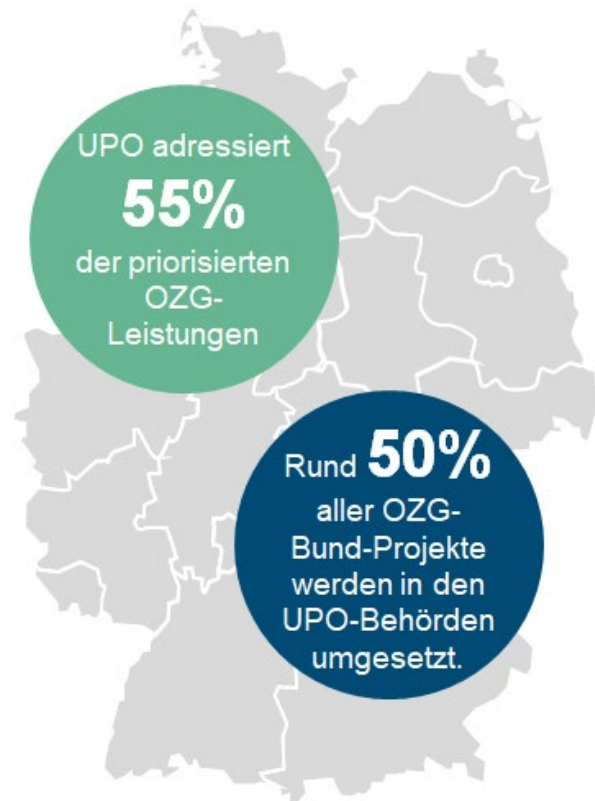 UPO adressiert
55%
der priorisierten
OZG-
Leistungen
Rund 50%
aller OZG-
Bund-Projekte
werden in den
UPO-Behörden
umgesetzt.